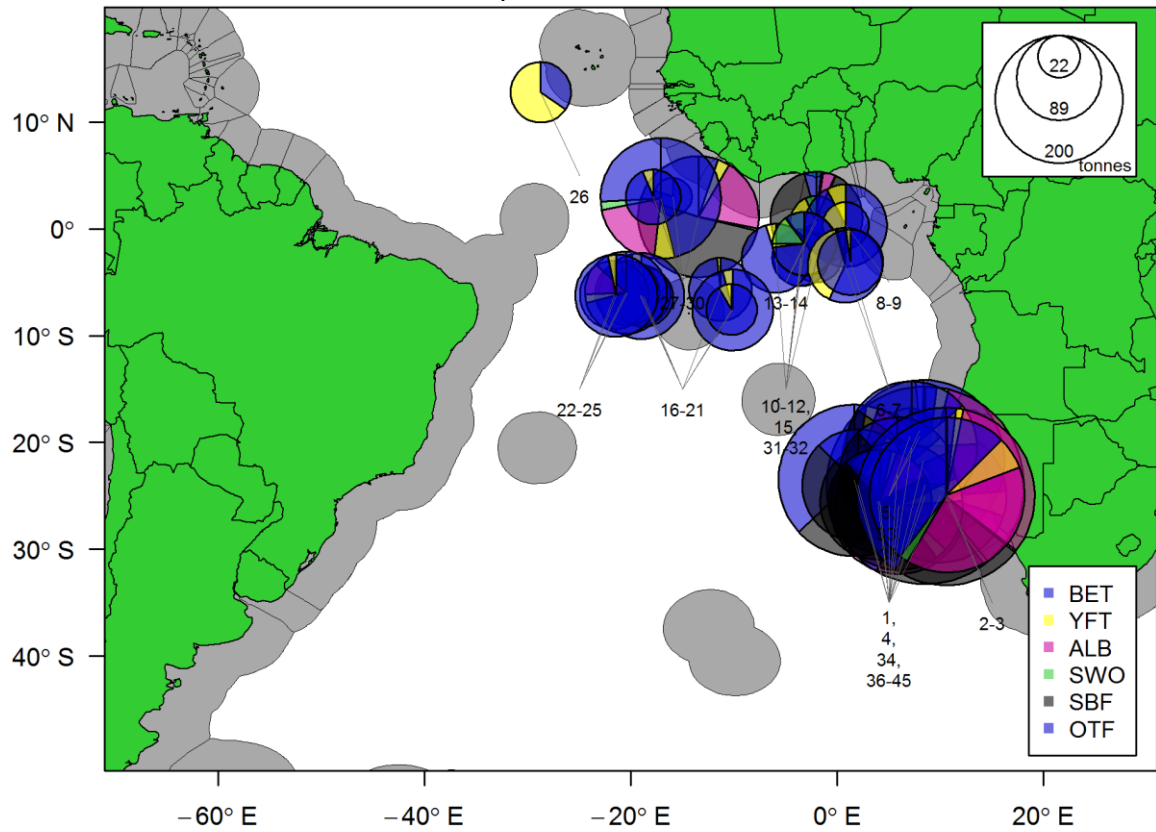 22
89
200
tonnes
10° N
0°
10° S
20° S
30° S
40° S
26
27-30
13-14
8-9
22-25
16-21
10-12,
15,
31-32
6-7
1,
4,
34,
36-45
2-3
BET
YFT
ALB
SWO
SBF
OTF
−60° E
−40° E
−20° E
0° E
20° E